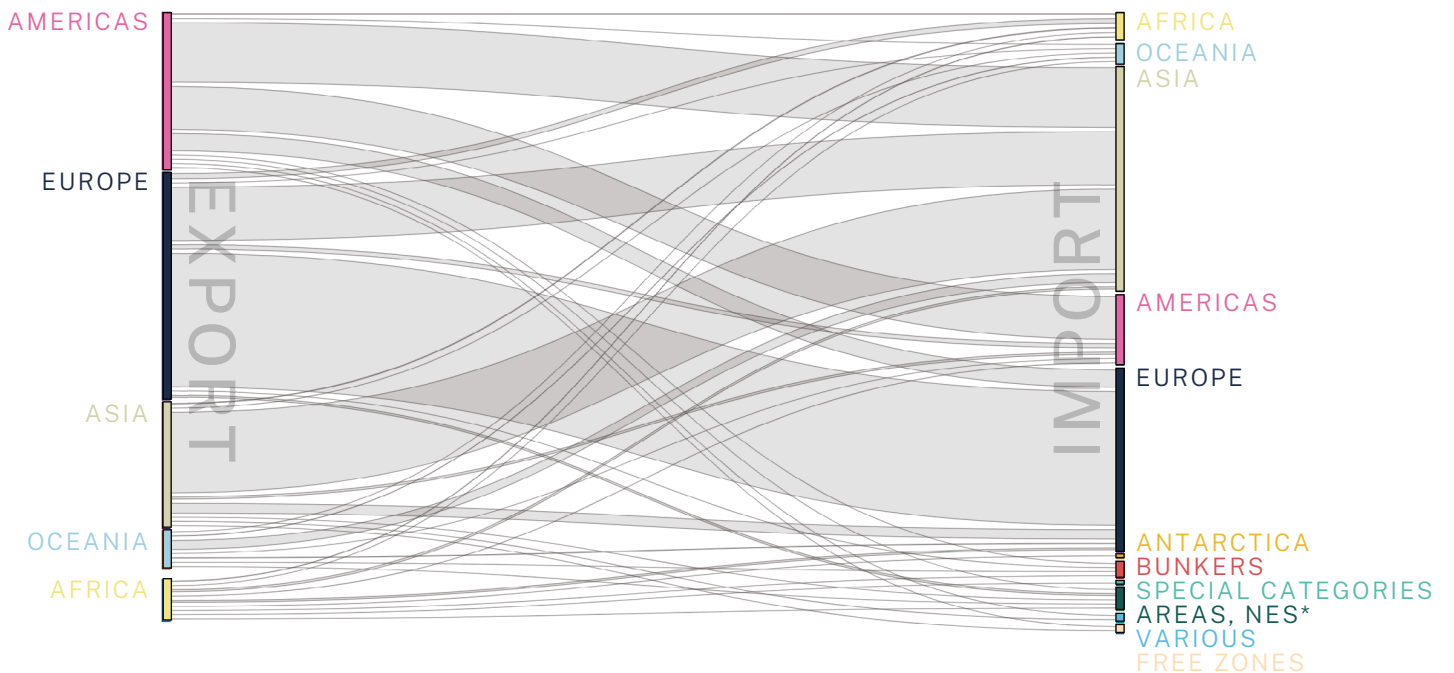 AMERICAS
EUROPE
ASIA
OCEANIA
AFRICA
EXPORT
IMPORT
AFRICA
OCEANIA
ASIA
AMERICAS
EUROPE
ANTARCTICA
BUNKERS
SPECIAL CATEGORIES
AREAS, NES*
VARIOUS
FREE ZONES